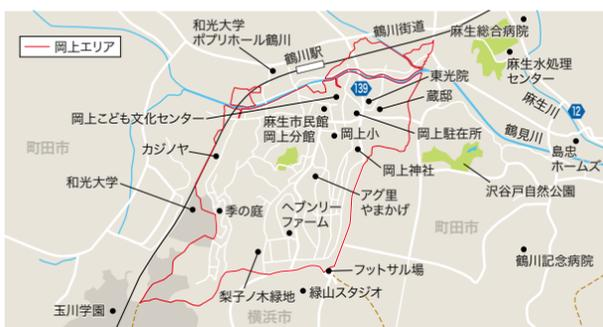 岡上エリア
和光大学
ポプリホール鶴川
鶴川駅
鶴川街道
麻生総合病院
麻生水処理
センター
139
東光院
蔵邸
麻生川
12
鶴見川
岡上こども文化センター
麻生市民館
岡上分館
岡上小
岡上駐在所
島忠
ホームズ
町田市
カジノヤ
岡上神社
沢谷戸自然公園
和光大学
季の庭
アグ里
やまかげ
ヘブンリー
ファーム
町田市
鶴川記念病院
フットサル場
梨子ノ木緑地
緑山スタジオ
玉川学園
横浜市